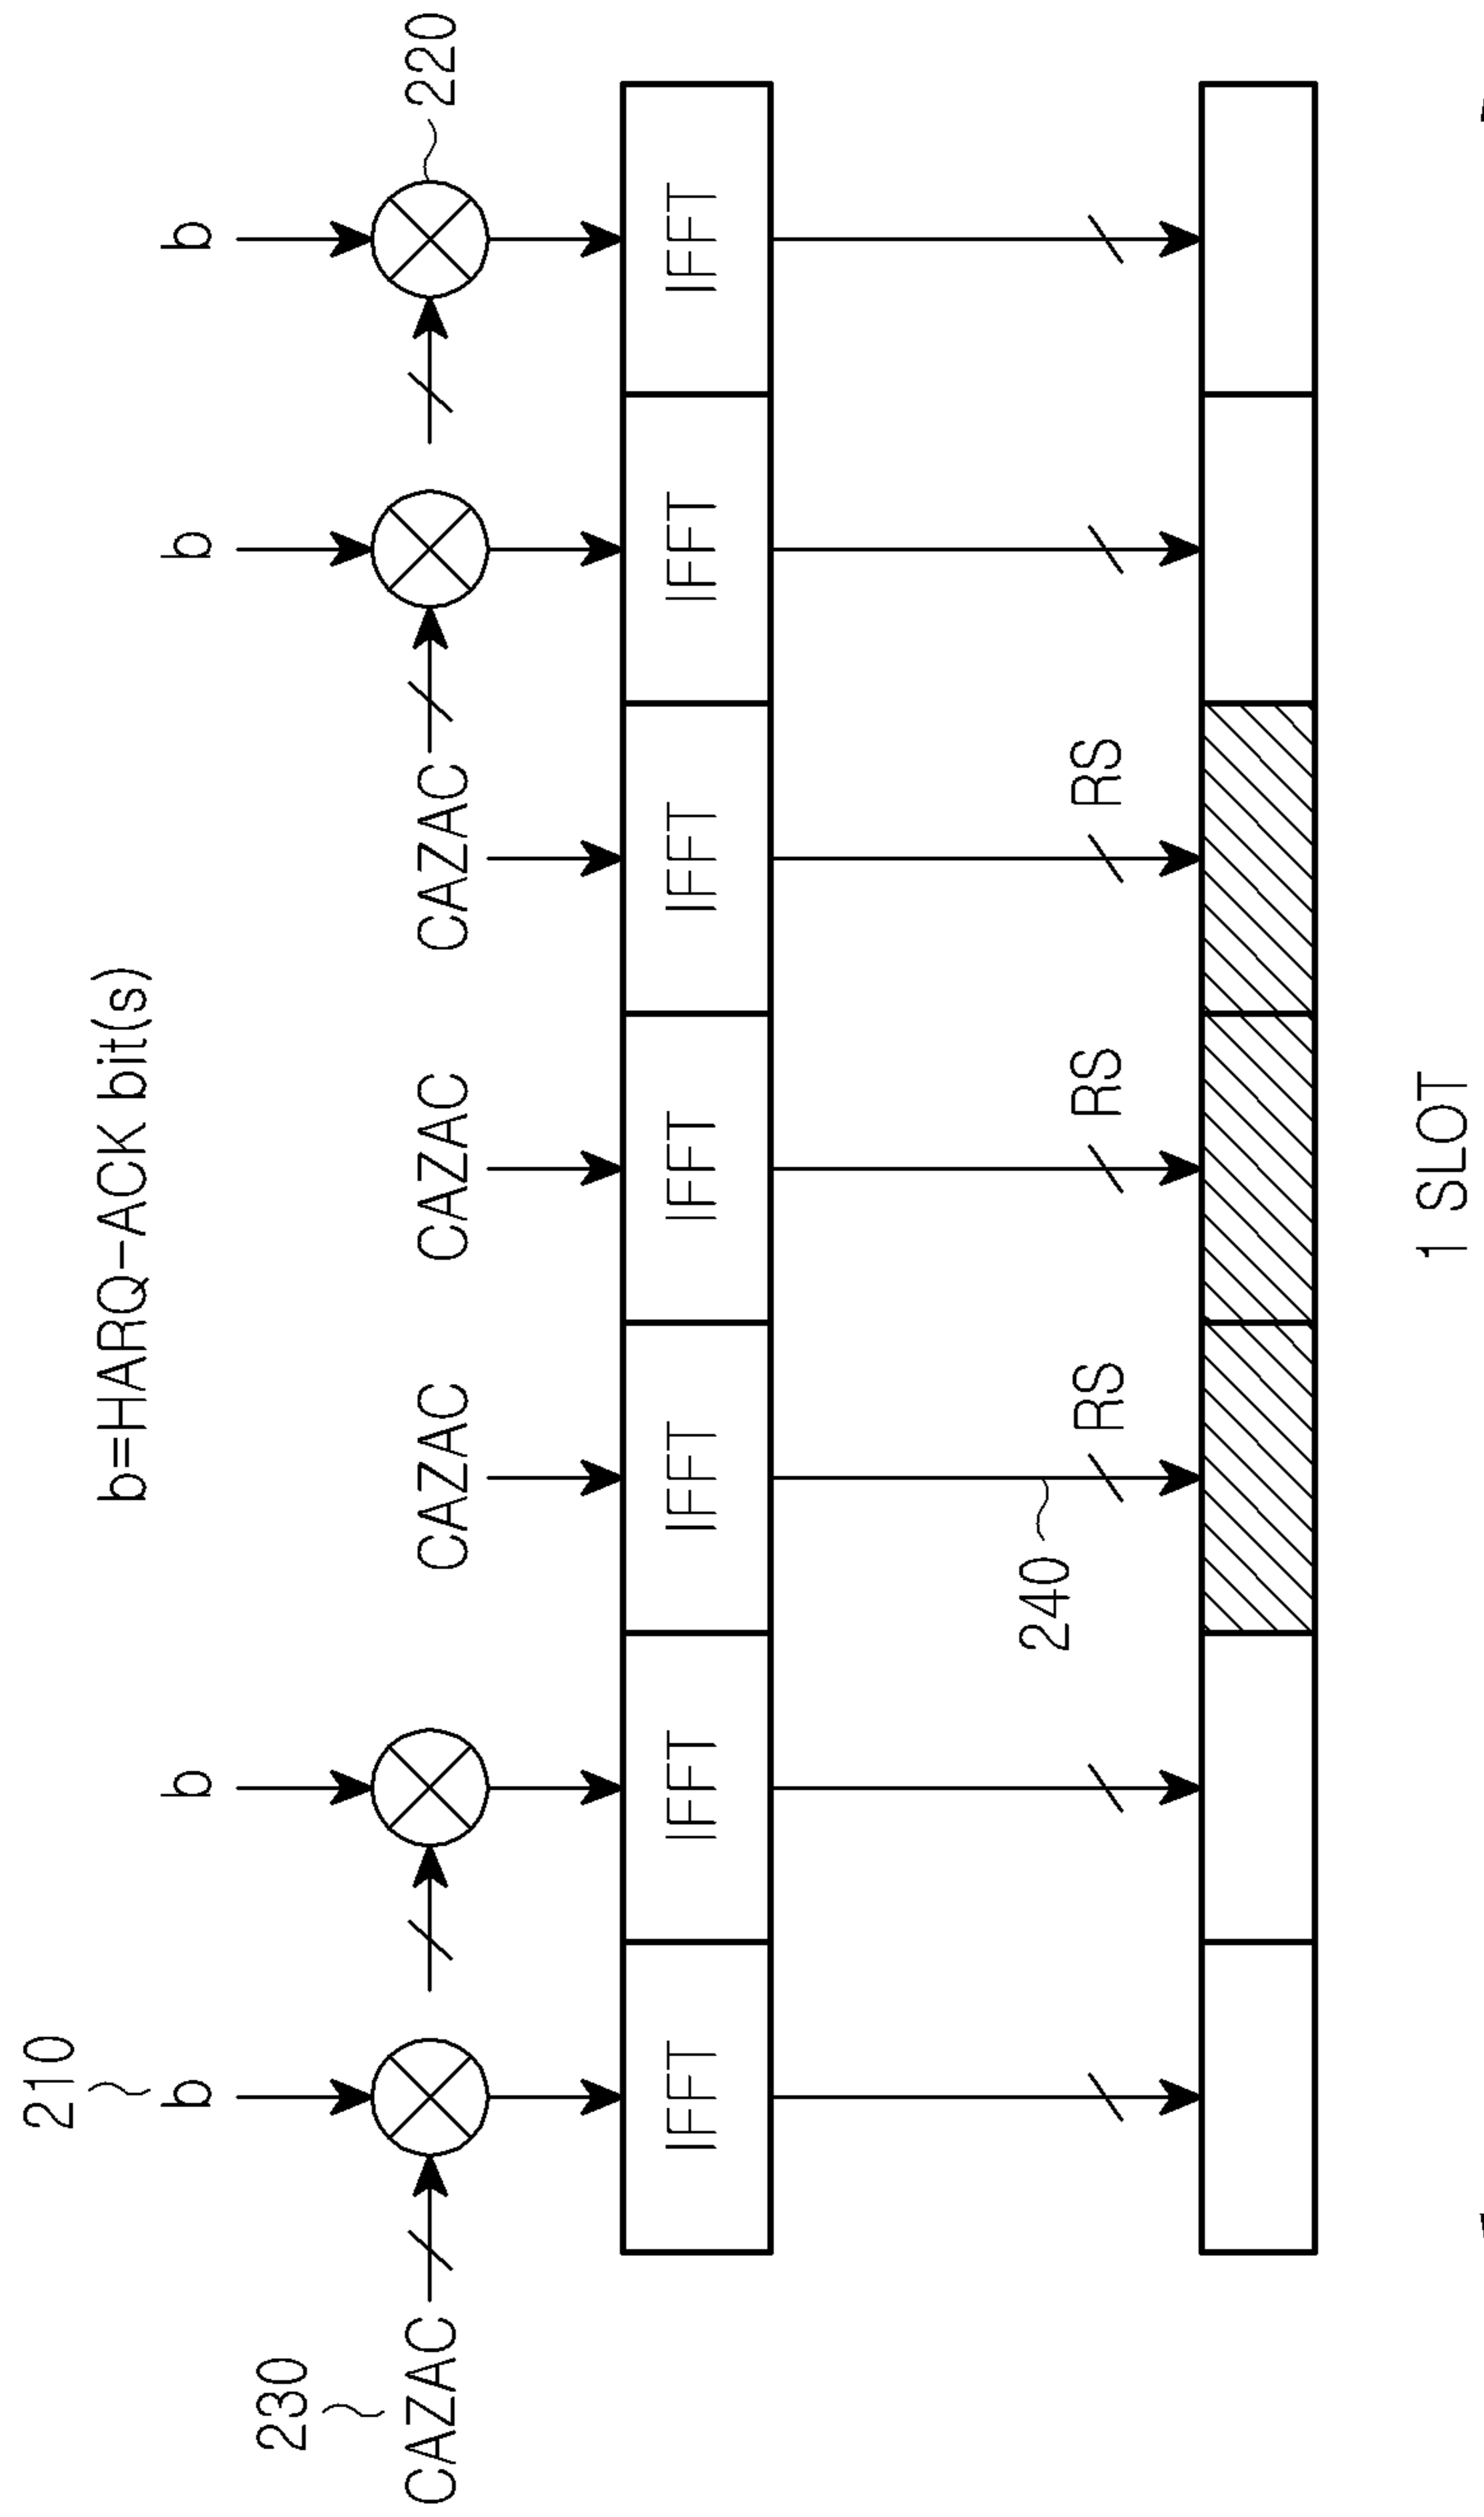 210
b=HARQ-ACK bit(s)
b b b b
230
CAZAC CAZAC CAZAC CAZAC 220
IFFT IFFT IFFT IFFT IFFT IFFT IFFT
240
RS RS RS
1 SLOT